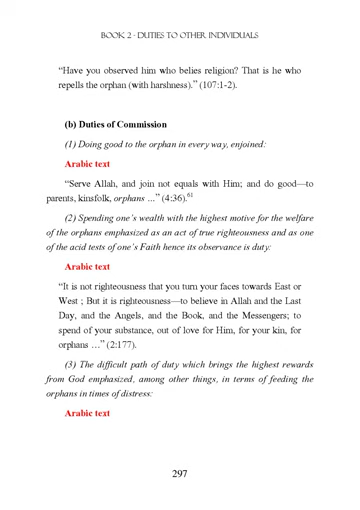 BOOK 2 - DUTIES TO OTHER INDIVIDUALS
“Have you observed him who belies religion? That is he who
repells the orphan (with harshness).” (107:1-2).
(b) Duties of Commission
(1) Doing good to the orphan in every way, enjoined:
Arabic text
“Serve Allah, and join not equals with Him; and do good—to
parents, kinsfolk, orphans ...” (4:36).61
(2) Spending one’s wealth with the highest motive for the welfare
of the orphans emphasized as an act of true righteousness and as one
of the acid tests of one’s Faith hence its observance is duty:
Arabic text
“It is not righteousness that you turn your faces towards East or
West ; But it is righteousness—to believe in Allah and the Last
Day, and the Angels, and the Book, and the Messengers; to
spend of your substance, out of love for Him, for your kin, for
orphans …” (2:177).
(3) The difficult path of duty which brings the highest rewards
from God emphasized, among other things, in terms of feeding the
orphans in times of distress:
Arabic text
297